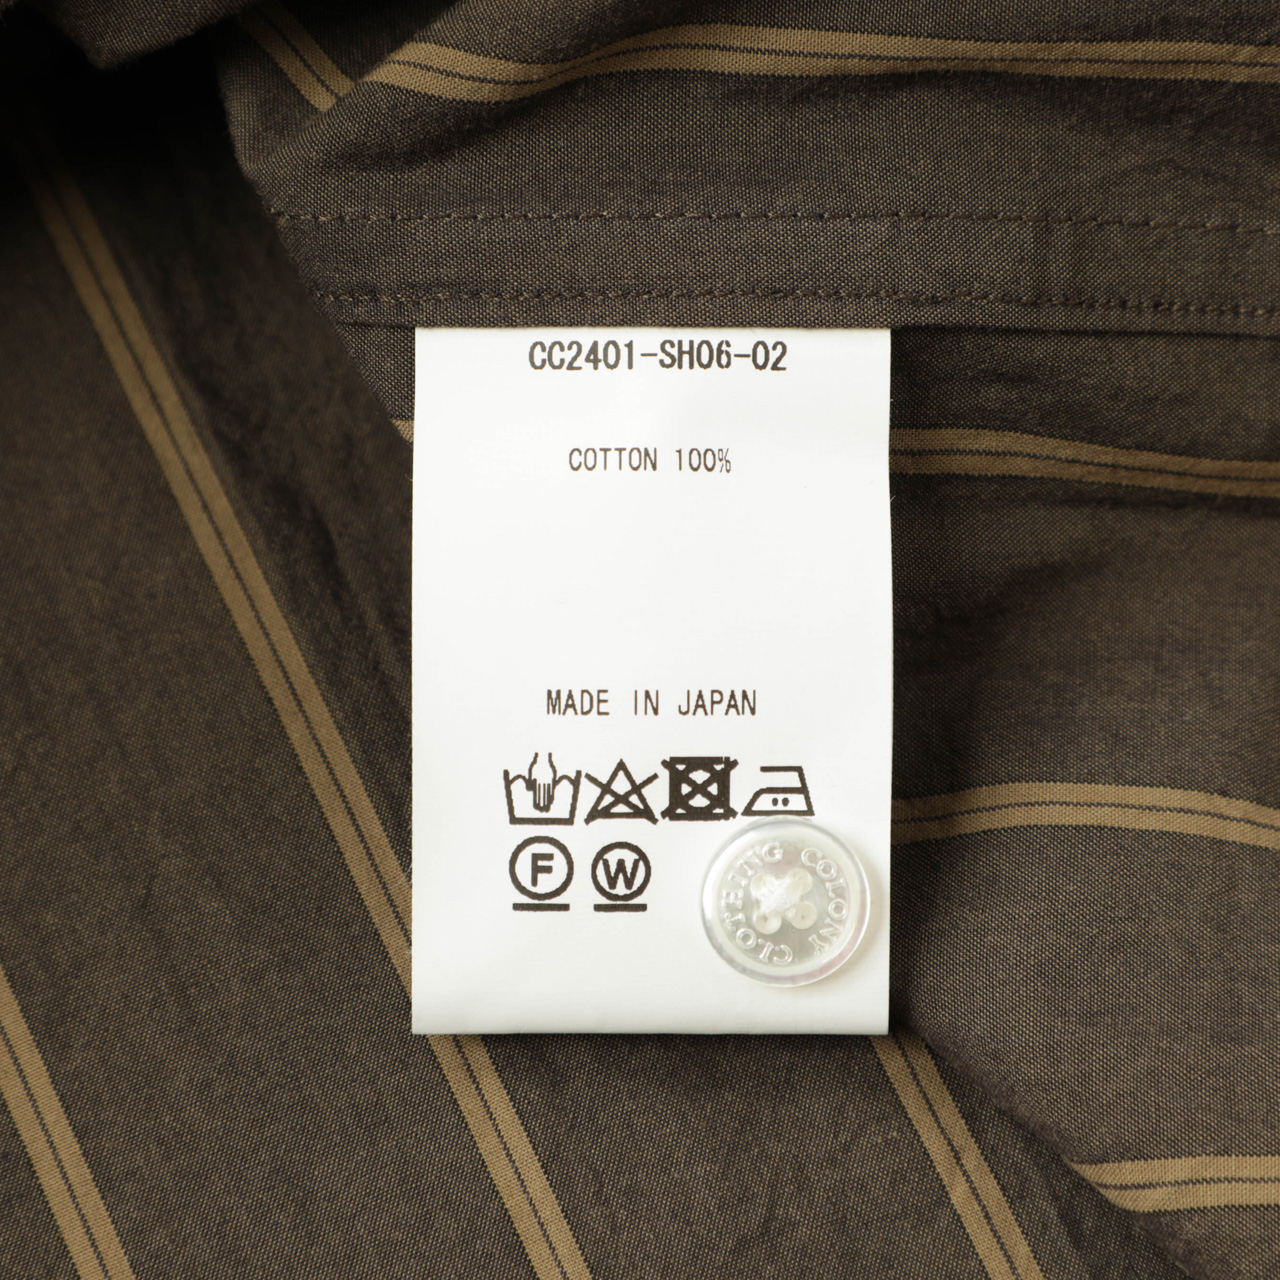 CC2401-SH06-02
COTTON 100%
MADE IN JAPAN
F W
CLOTHING COLONY